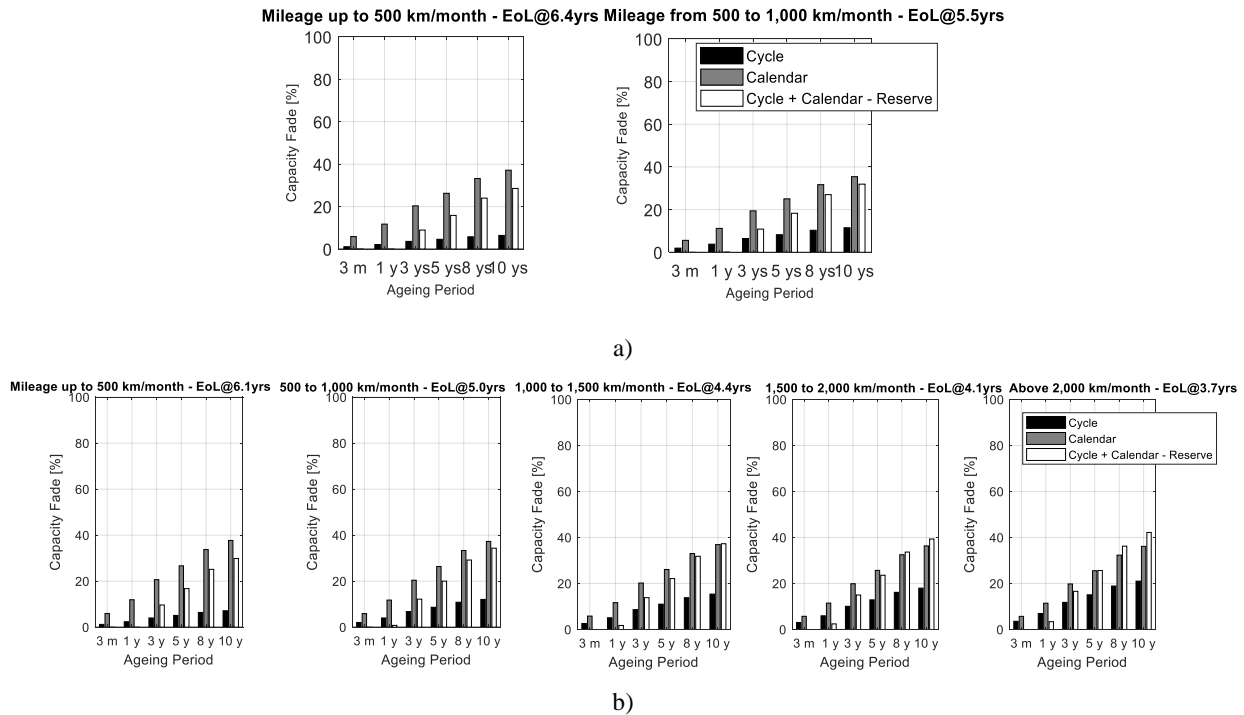 Mileage up to 500 km/month - EoL@6.4yrs
100
80
60
40
20
0
Capacity Fade [%]
3 m 1 y 3 ys 5 ys 8 ys 10 ys
Ageing Period
Mileage from 500 to 1,000 km/month - EoL@5.5yrs
Cycle
Calendar
Cycle + Calendar - Reserve
100
80
60
40
20
0
Capacity Fade [%]
3 m 1 y 3 ys 5 ys 8 ys 10 ys
Ageing Period
a)
Mileage up to 500 km/month - EoL@6.1yrs
100
80
60
40
20
0
Capacity Fade [%]
3 m 1 y 3 y 5 y 8 y 10 y
Ageing Period
500 to 1,000 km/month - EoL@5.0yrs
100
80
60
40
20
0
Capacity Fade [%]
3 m 1 y 3 y 5 y 8 y 10 y
Ageing Period
1,000 to 1,500 km/month - EoL@4.4yrs
100
80
60
40
20
0
Capacity Fade [%]
3 m 1 y 3 y 5 y 8 y 10 y
Ageing Period
1,500 to 2,000 km/month - EoL@4.1yrs
100
80
60
40
20
0
Capacity Fade [%]
3 m 1 y 3 y 5 y 8 y 10 y
Ageing Period
Above 2,000 km/month - EoL@3.7yrs
Cycle
Calendar
Cycle + Calendar - Reserve
100
80
60
40
20
0
Capacity Fade [%]
3 m 1 y 3 y 5 y 8 y 10 y
Ageing Period
b)